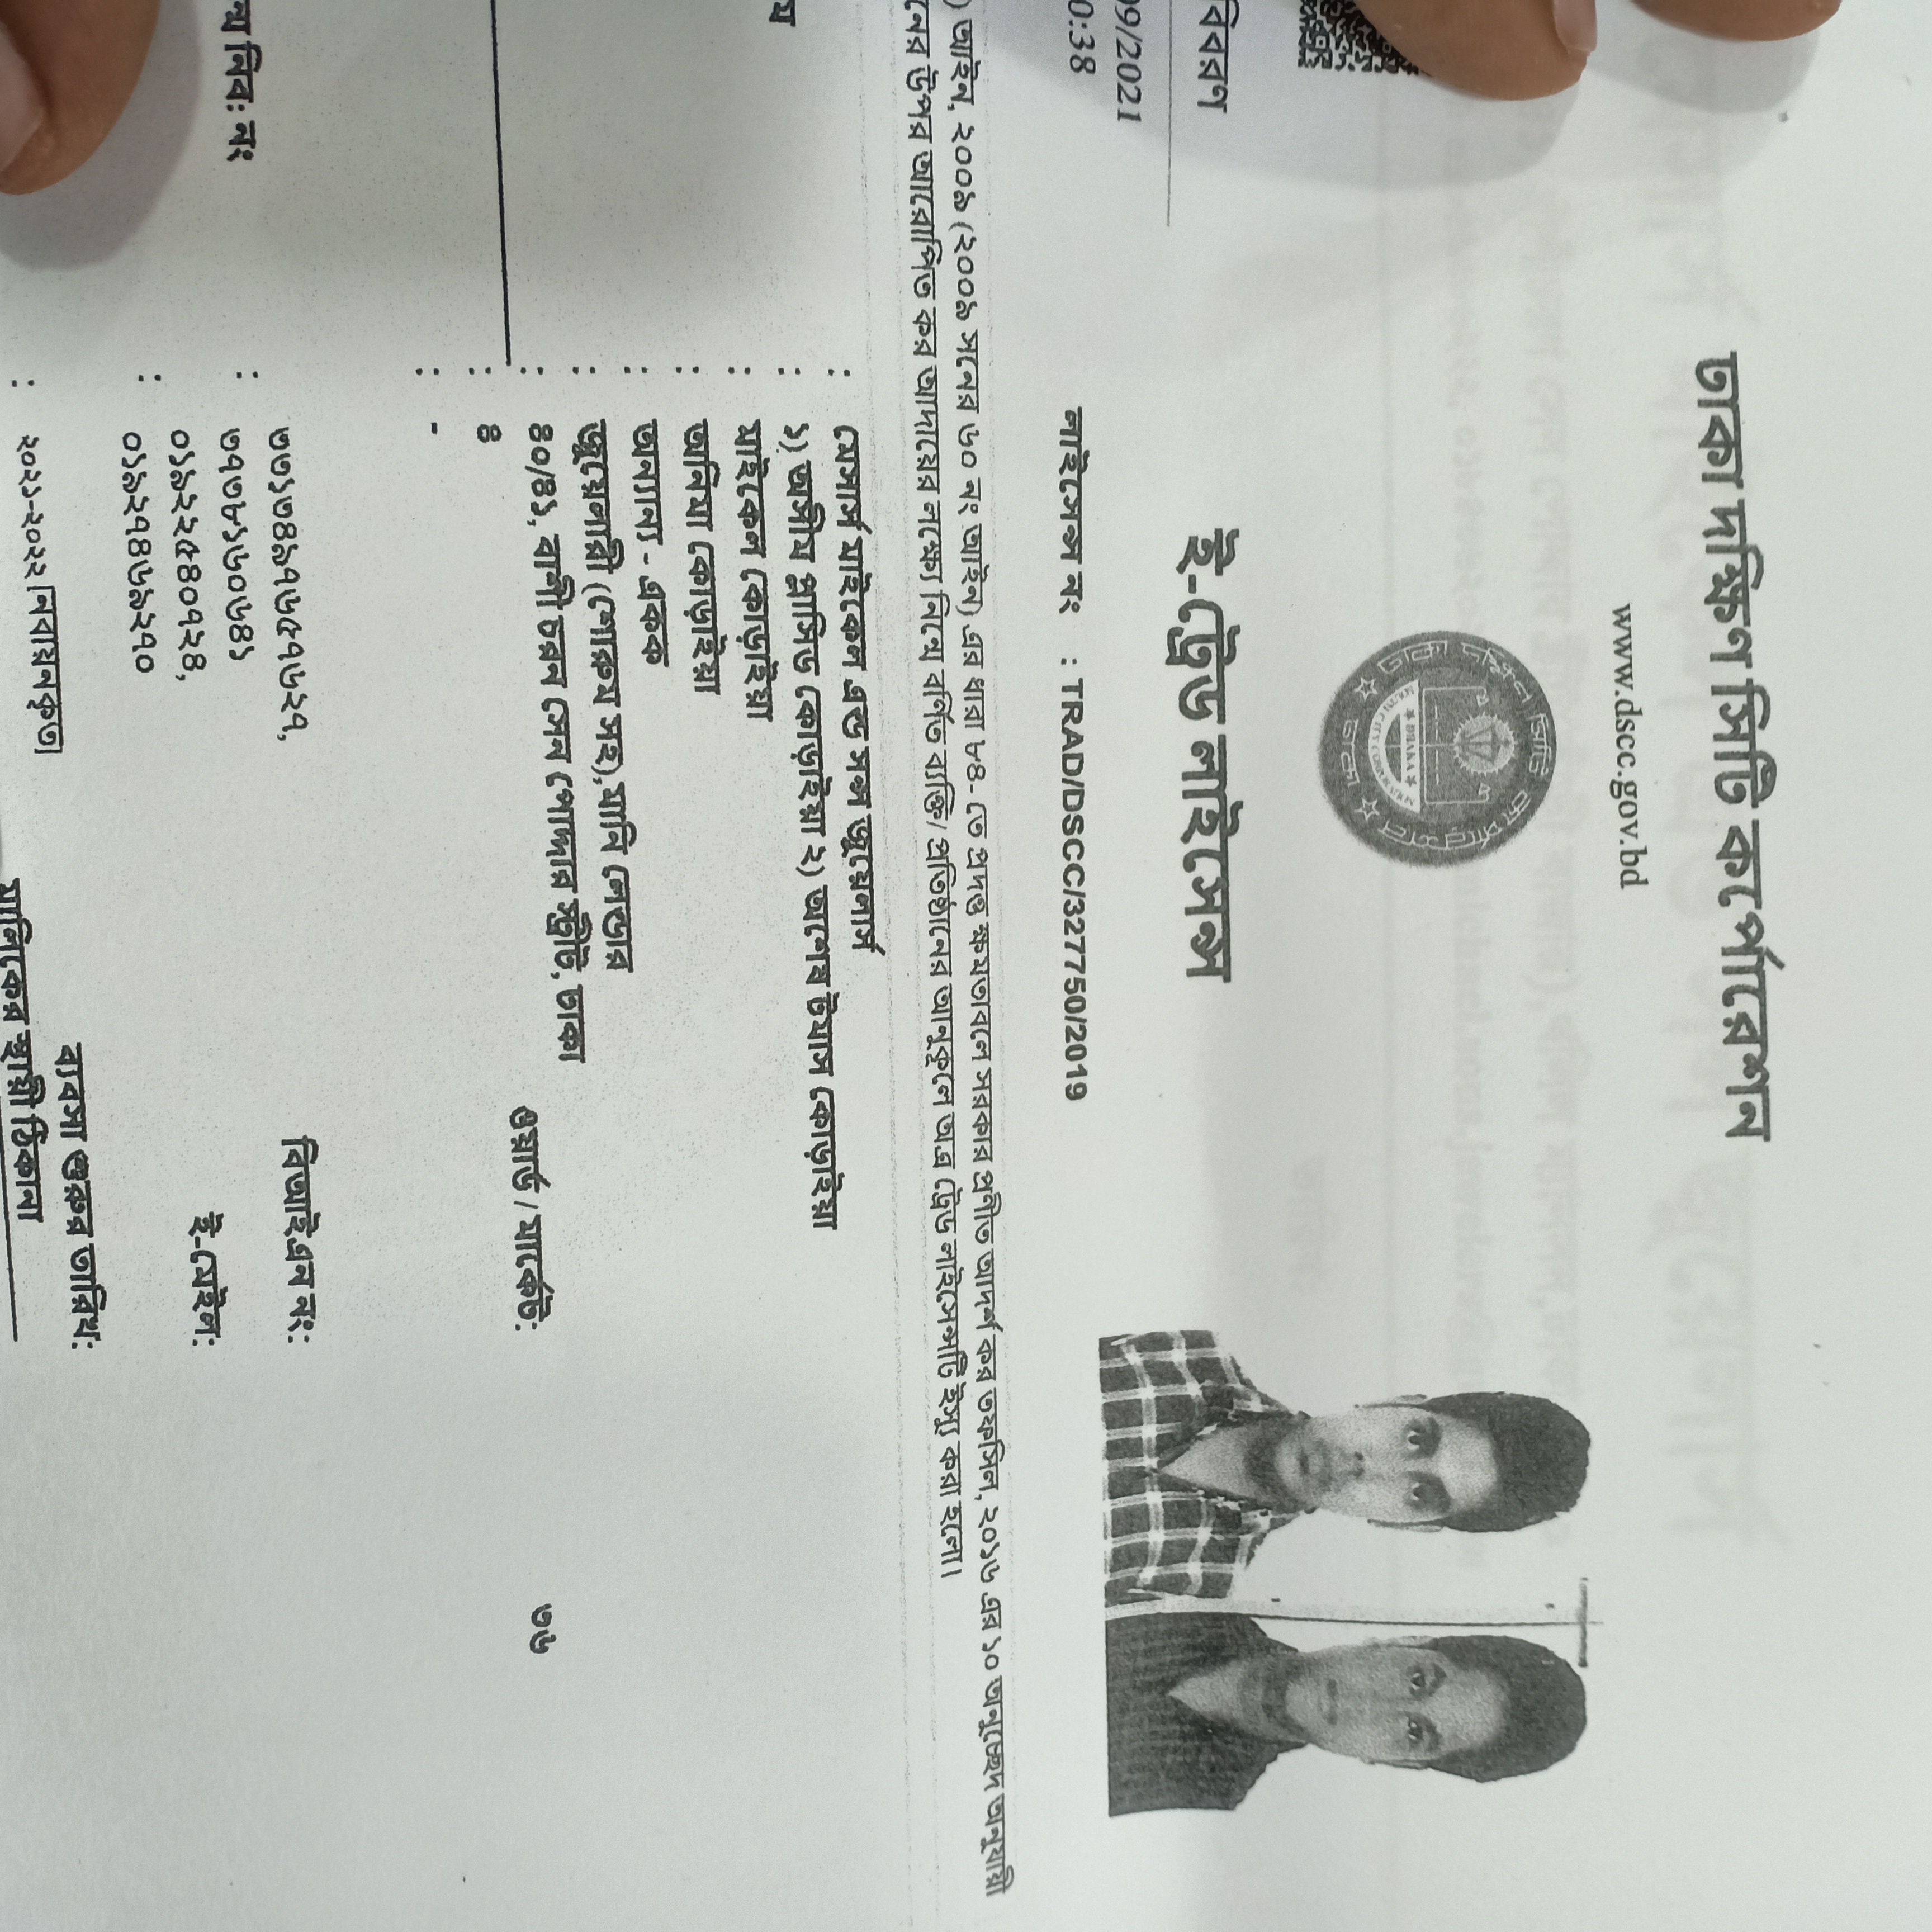 ঢাকা দক্ষিণ সিটি কর্পোরেশন
www.dscc.gov.bd
ঢাকা দক্ষিণ সিটি কর্পোরেশন
★ DHAKA ★
SOUTH CITY CORPORATION
ঢাকা
বিবরণ
ই-ট্রেড লাইসেন্স
09/2021
0:38
লাইসেন্স নং : TRAD/DSCC/327750/2019
) আইন, ২০০৯ (২০০৯ সনের ৬০ নং আইন) এর ধারা ৮৪- তে প্রদত্ত ক্ষমতাবলে সরকার প্রণীত আদর্শ কর তফসিল, ২০১৬ এর ১০ অনুচ্ছেদ অনুযায়ী
নের উপর আরোপিত কর আদায়ের লক্ষ্যে নিম্নে বর্ণিত ব্যক্তি/ প্রতিষ্ঠানের আনুকূলে অত্র ট্রেড লাইসেন্সটি ইস্যু করা হলো।
: মেসার্স মাইকেল এন্ড সন্স জুয়েলার্স
ম : ১) অসীম প্লাসিড কোড়াইয়া ২) অশেষ টমাস কোড়াইয়া
: মাইকেল কোড়াইয়া
: অনিমা কোড়াইয়া
: অন্যান্য - একক
: জুয়েলারী (শোরুম সহ),মানি লেন্ডার
: ৪০/৪১, বাশী চরন সেন পোদ্দার স্ট্রীট, ঢাকা
: ৪ ওয়ার্ড / মার্কেট: ৩৬
: -
৩৩১৩৪৯৭৬৫৭৬২৭, বিআইএন নং:
ন্ম নিব: নং : ৩৭৩৮১৬০৬৪১
০১৯২২৫৪০৭২৪, ই-মেইল:
: ০১৯২৭৪৬৯২৭০
: ২০২১-২০২২ [নবায়নকৃত] ব্যবসা শুরুর তারিখ:
মালিকের স্থায়ী ঠিকানা